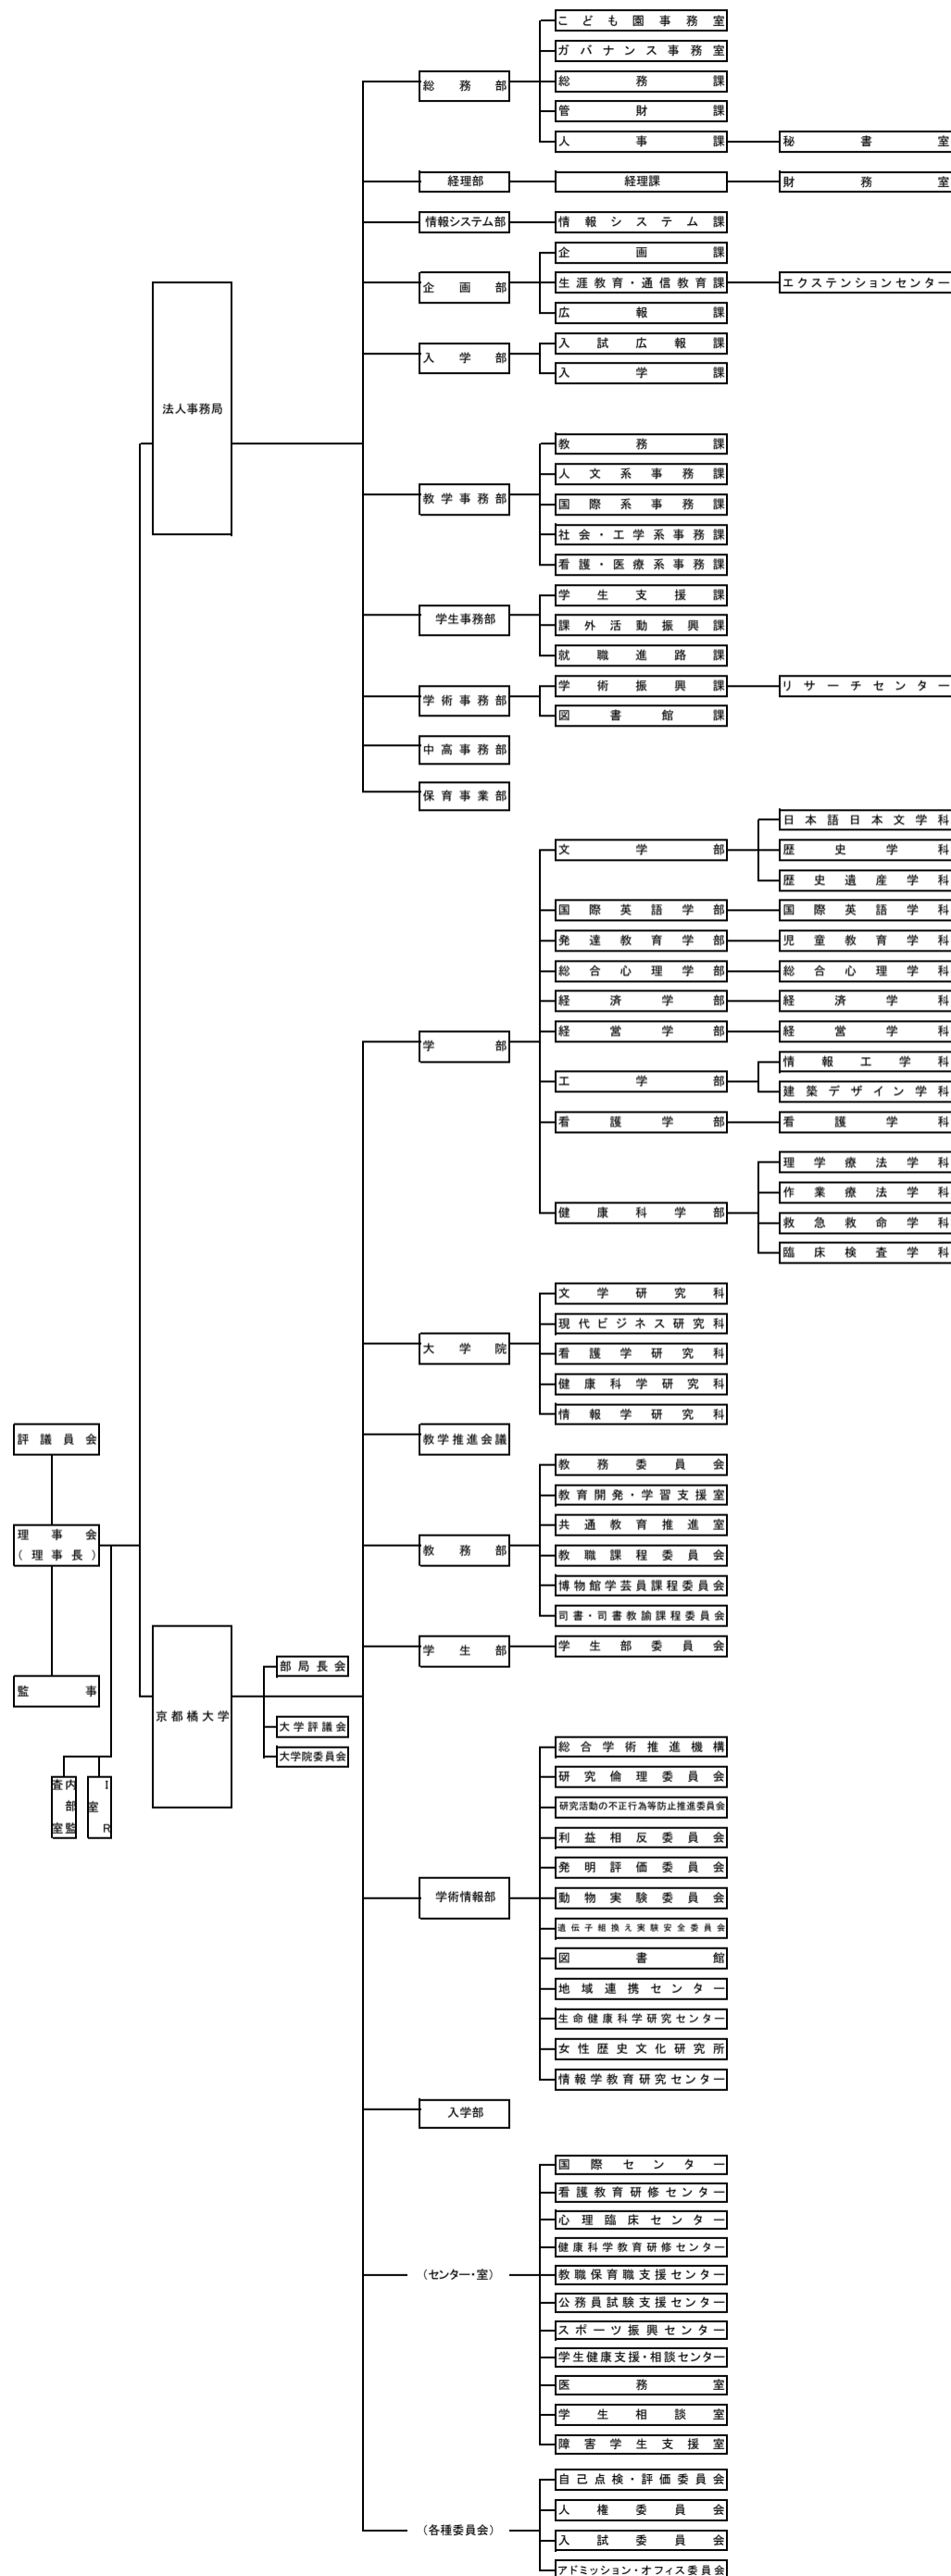 こども園事務室
ガバナンス事務室
総務部
総務課
管財課
人事課
秘書室
経理部
経理課
財務室
情報システム部
情報システム課
企画部
企画課
生涯教育・通信教育課
エクステンションセンター
広報課
入学部
入試広報課
入学課
法人事務局
教学事務部
教務課
人文系事務課
国際系事務課
社会・工学系事務課
看護・医療系事務課
学生事務部
学生支援課
課外活動振興課
就職進路課
学術事務部
学術振興課
リサーチセンター
図書館課
中高事務部
保育事業部
学部
文学部
日本語日本文学科
歴史学科
歴史遺産学科
国際英語学部
国際英語学科
発達教育学部
児童教育学科
総合心理学部
総合心理学科
経済学部
経済学科
経営学部
経営学科
工学部
情報工学科
建築デザイン学科
看護学部
看護学科
健康科学部
理学療法学科
作業療法学科
救急救命学科
臨床検査学科
大学院
文学研究科
現代ビジネス研究科
看護学研究科
健康科学研究科
情報学研究科
評議員会
教学推進会議
理事会
（理事長）
教務部
教務委員会
教育開発・学習支援室
共通教育推進室
教職課程委員会
博物館学芸員課程委員会
司書・司書教諭課程委員会
学生部
学生部委員会
監事
京都橘大学
部局長会
大学評議会
大学院委員会
内部監査室
IR室
学術情報部
総合学術推進機構
研究倫理委員会
研究活動の不正行為等防止推進委員会
利益相反委員会
発明評価委員会
動物実験委員会
遺伝子組換え実験安全委員会
図書館
地域連携センター
生命健康科学研究センター
女性歴史文化研究所
情報学教育研究センター
入学部
（センター・室）
国際センター
看護教育研修センター
心理臨床センター
健康科学教育研修センター
教職保育職支援センター
公務員試験支援センター
スポーツ振興センター
学生健康支援・相談センター
医務室
学生相談室
障害学生支援室
（各種委員会）
自己点検・評価委員会
人権委員会
入試委員会
アドミッション・オフィス委員会